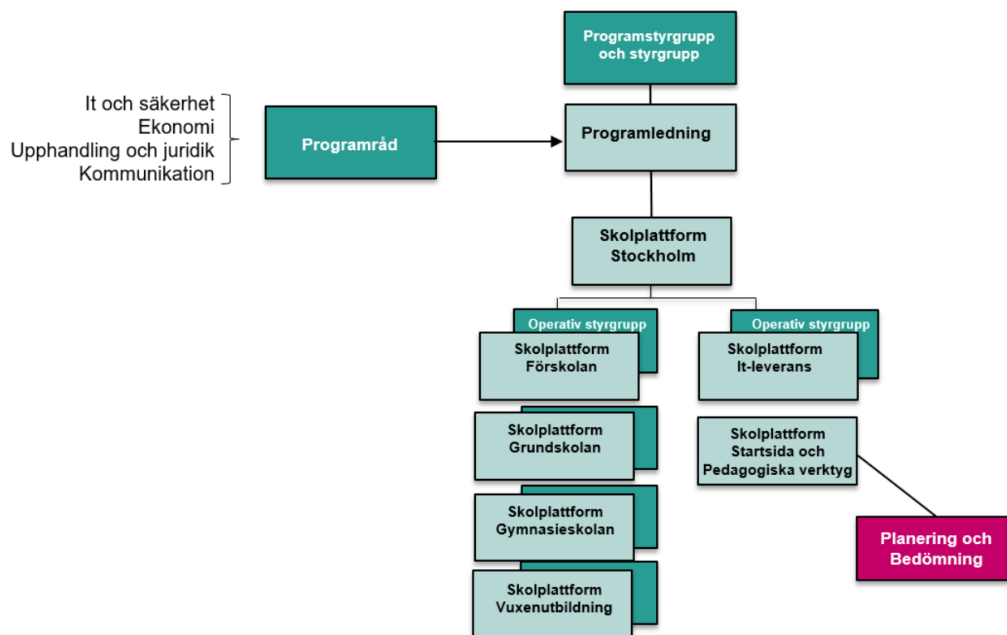 Programstyrgrupp
och styrgrupp
It och säkerhet
Ekonomi
Upphandling och juridik
Kommunikation
Programråd
Programledning
Skolplattform
Stockholm
Operativ styrgrupp
Skolplattform
Förskolan
Operativ styrgrupp
Skolplattform
It-leverans
Skolplattform
Grundskolan
Skolplattform
Startsida och
Pedagogiska verktyg
Skolplattform
Gymnasieskolan
Planering och
Bedömning
Skolplattform
Vuxenutbildning